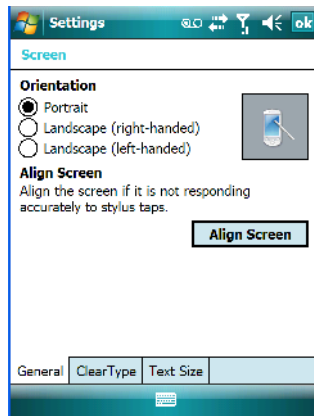 Settings
ok
Screen
Orientation
Portrait
Landscape (right-handed)
Landscape (left-handed)
Align Screen
Align the screen if it is not responding
accurately to stylus taps.
Align Screen
General ClearType Text Size